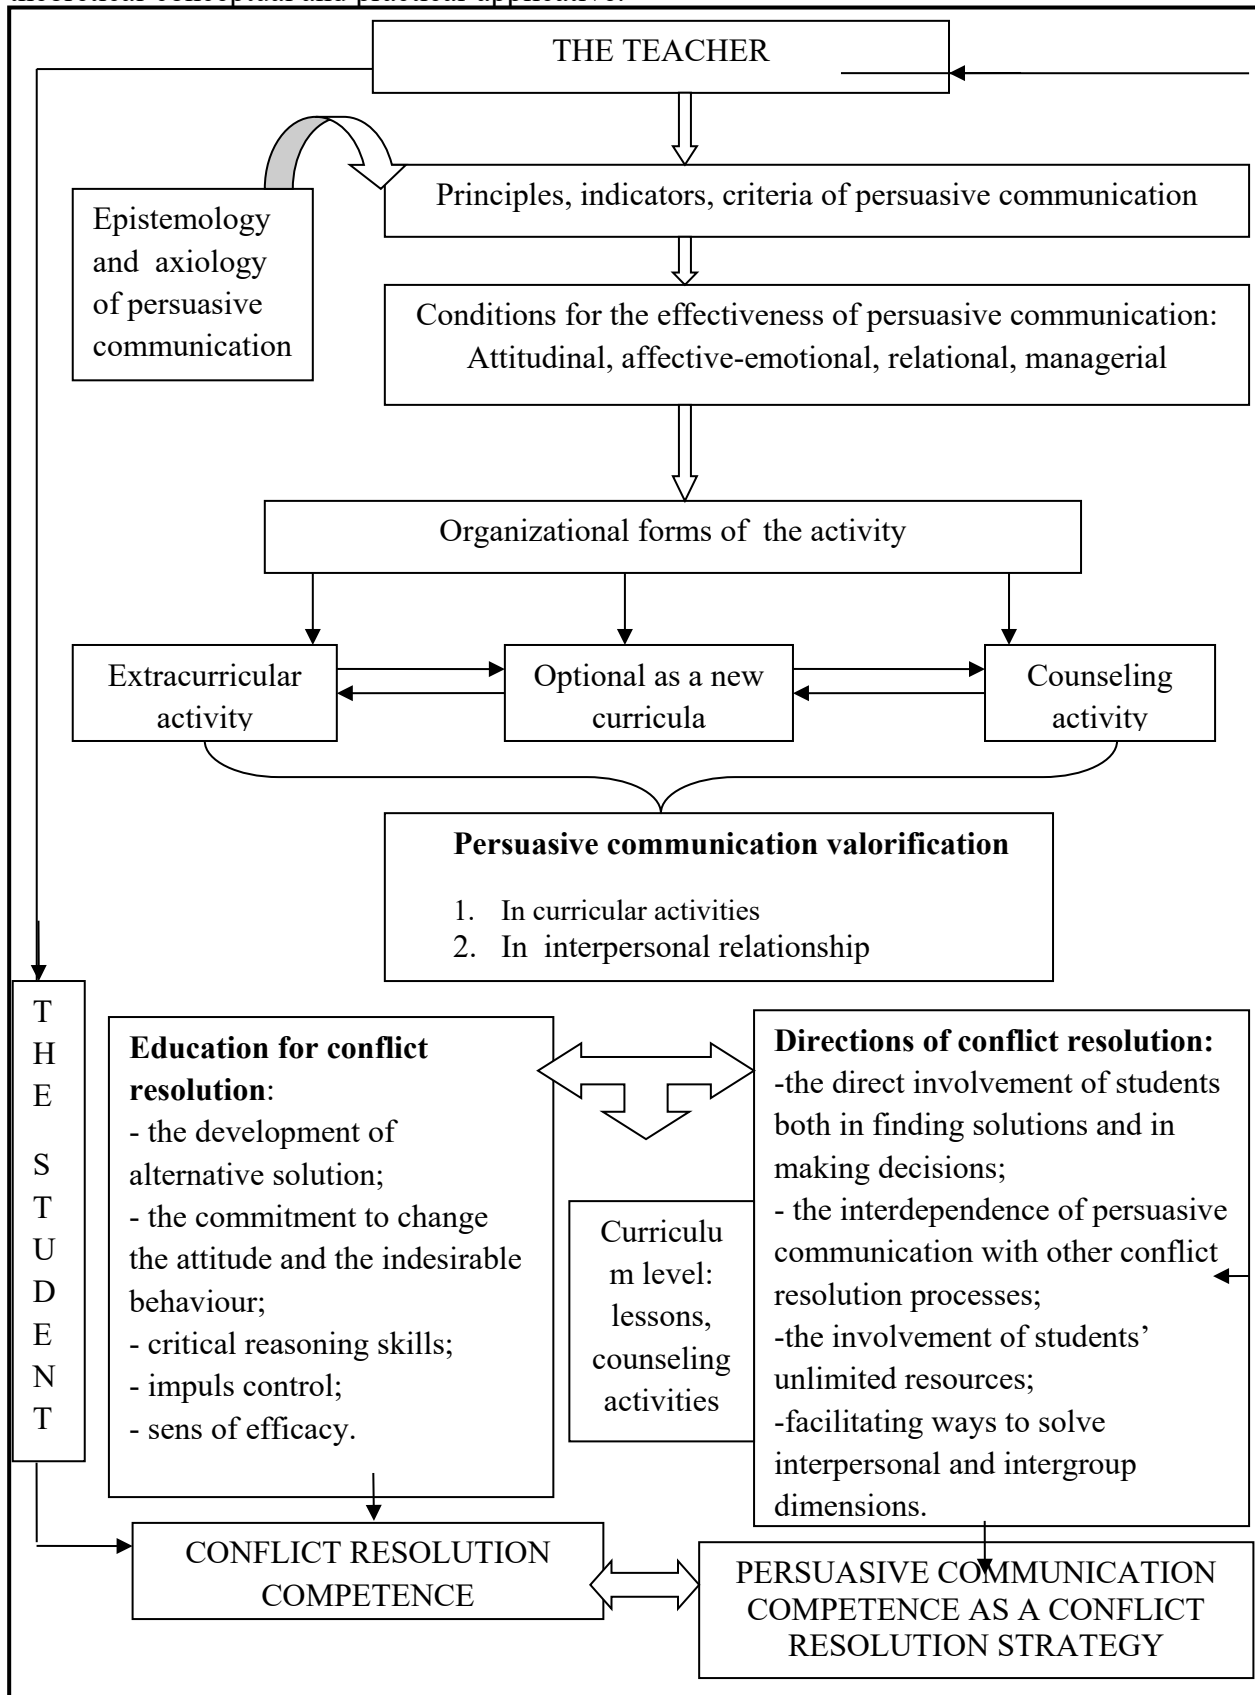 theoretical-conceptual and practical-applicative.
THE TEACHER
Principles, indicators, criteria of persuasive communication
Epistemology
and axiology
of persuasive
communication
Conditions for the effectiveness of persuasive communication:
Attitudinal, affective-emotional, relational, managerial
Organizational forms of the activity
Extracurricular
activity
Optional as a new
curricula
Counseling
activity
Persuasive communication valorification
1. In curricular activities
2. In interpersonal relationship
T
H
E
S
T
U
D
E
N
T
Education for conflict
resolution:
- the development of
alternative solution;
- the commitment to change
the attitude and the indesirable
behaviour;
- critical reasoning skills;
- impuls control;
- sens of efficacy.
Curriculu
m level:
lessons,
counseling
activities
Directions of conflict resolution:
-the direct involvement of students
both in finding solutions and in
making decisions;
- the interdependence of persuasive
communication with other conflict
resolution processes;
-the involvement of students’
unlimited resources;
-facilitating ways to solve
interpersonal and intergroup
dimensions.
CONFLICT RESOLUTION
COMPETENCE
PERSUASIVE COMMUNICATION
COMPETENCE AS A CONFLICT
RESOLUTION STRATEGY